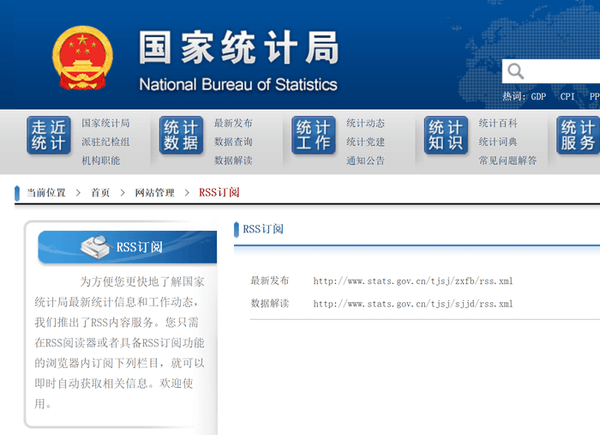 国家统计局
National Bureau of Statistics
热词: GDP CPI PP
走近统计
国家统计局
派驻纪检组
机构职能
统计数据
最新发布
数据查询
数据解读
统计工作
统计动态
统计党建
通知公告
统计知识
统计百科
统计词典
常见问题解答
统计服务
当前位置 > 首页 > 网站管理 > RSS订阅
RSS订阅
为方便您更快地了解国家
统计局最新统计信息和工作动态，
我们推出了RSS内容服务。您只需
在RSS阅读器或者具备RSS订阅功能
的浏览器内订阅下列栏目，就可以
即时自动获取相关信息。欢迎使
用。
RSS订阅
最新发布 http://www.stats.gov.cn/tjsj/zxfb/rss.xml
数据解读 http://www.stats.gov.cn/tjsj/sjjd/rss.xml